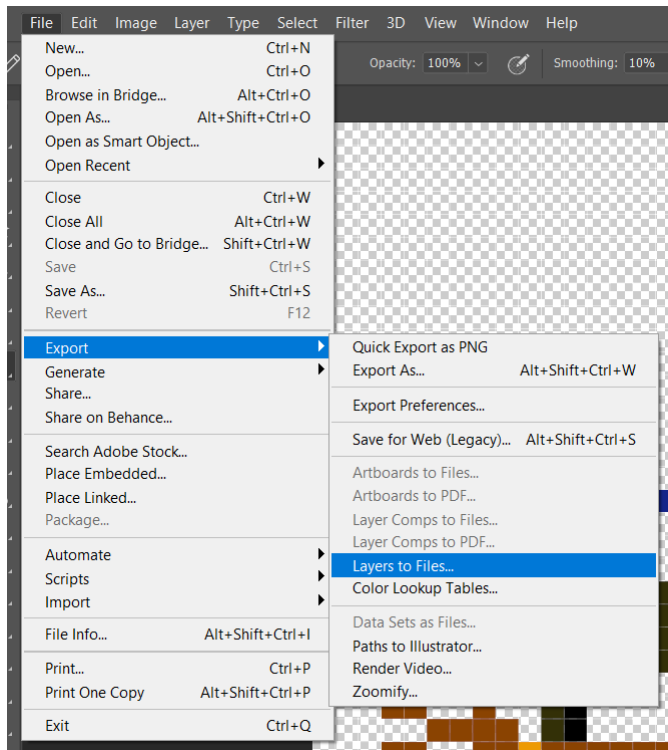 File Edit Image Layer Type Select Filter 3D View Window Help
Opacity: 100% Smoothing: 10%
New... Ctrl+N
Open... Ctrl+O
Browse in Bridge... Alt+Ctrl+O
Open As... Alt+Shift+Ctrl+O
Open as Smart Object...
Open Recent
Close Ctrl+W
Close All Alt+Ctrl+W
Close and Go to Bridge... Shift+Ctrl+W
Save Ctrl+S
Save As... Shift+Ctrl+S
Revert F12
Export
Generate
Share...
Share on Behance...
Search Adobe Stock...
Place Embedded...
Place Linked...
Package...
Automate
Scripts
Import
File Info... Alt+Shift+Ctrl+I
Print... Ctrl+P
Print One Copy Alt+Shift+Ctrl+P
Exit Ctrl+Q
Quick Export as PNG
Export As... Alt+Shift+Ctrl+W
Export Preferences...
Save for Web (Legacy)... Alt+Shift+Ctrl+S
Artboards to Files...
Artboards to PDF...
Layer Comps to Files...
Layer Comps to PDF...
Layers to Files...
Color Lookup Tables...
Data Sets as Files...
Paths to Illustrator...
Render Video...
Zoomify...